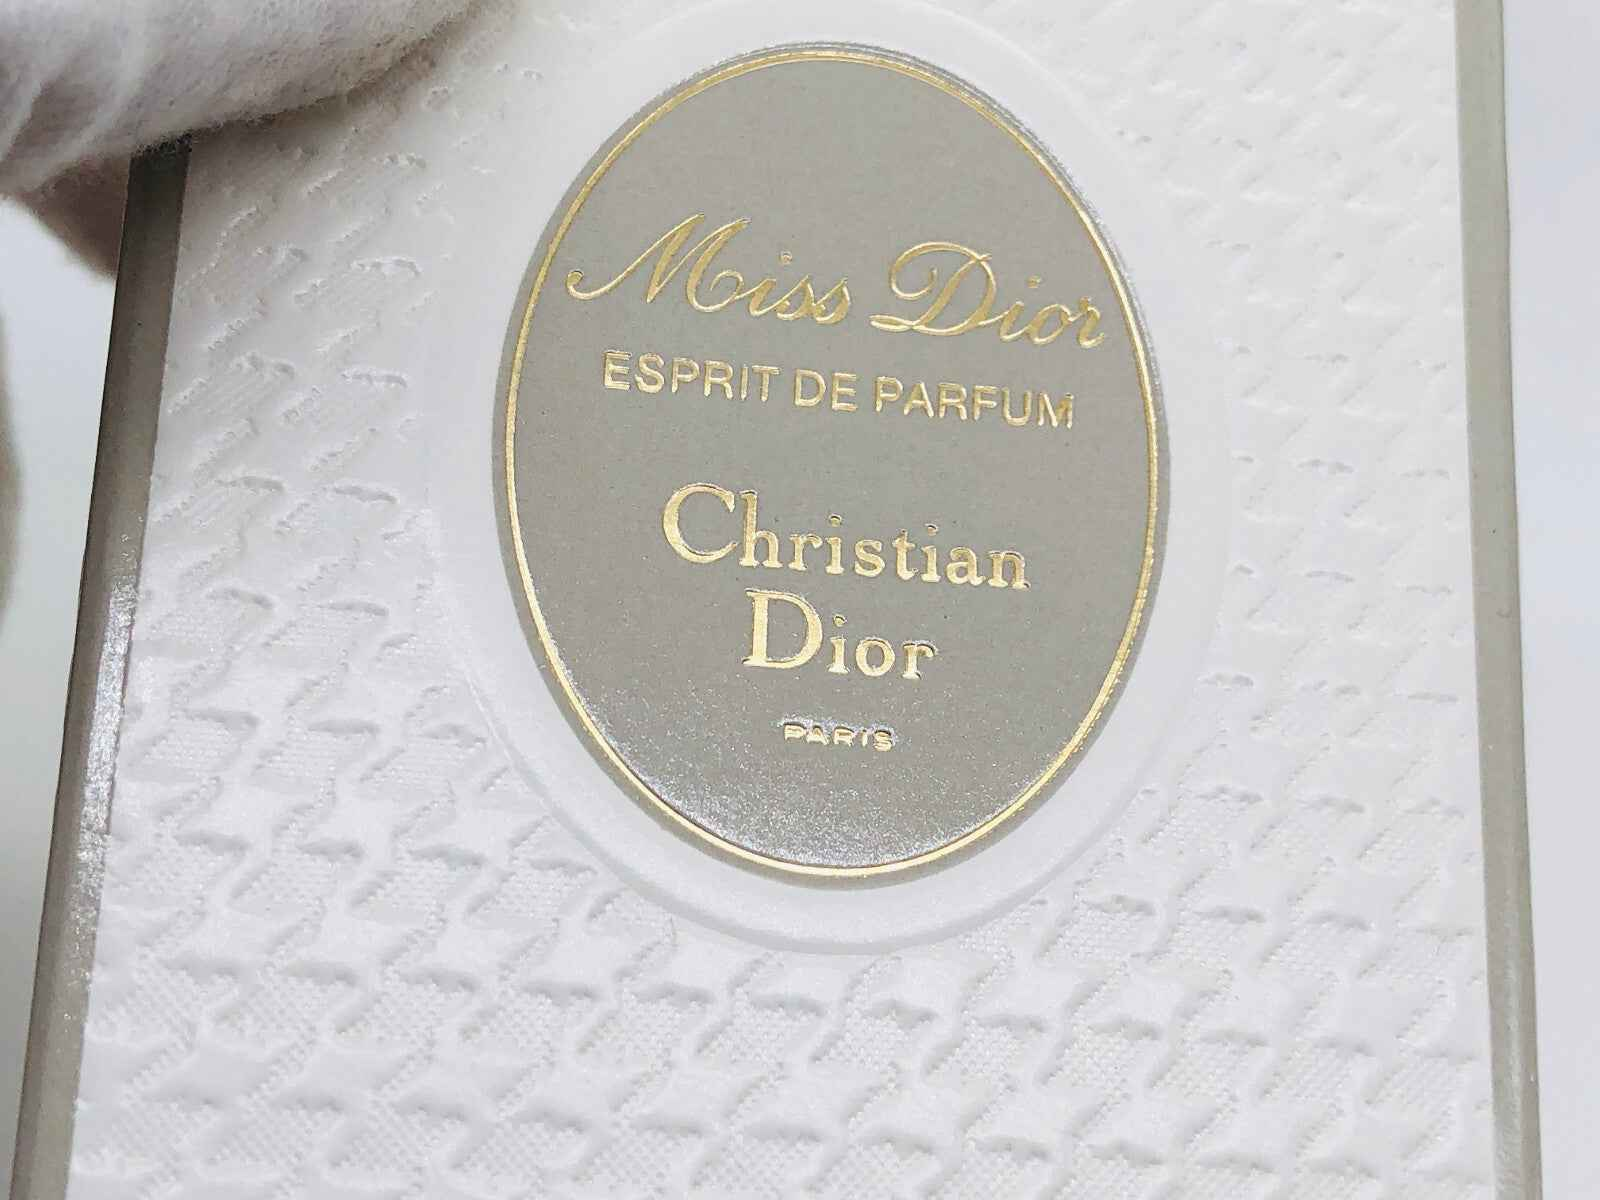 Miss Dior
ESPRIT DE PARFUM
Christian
Dior
PARIS